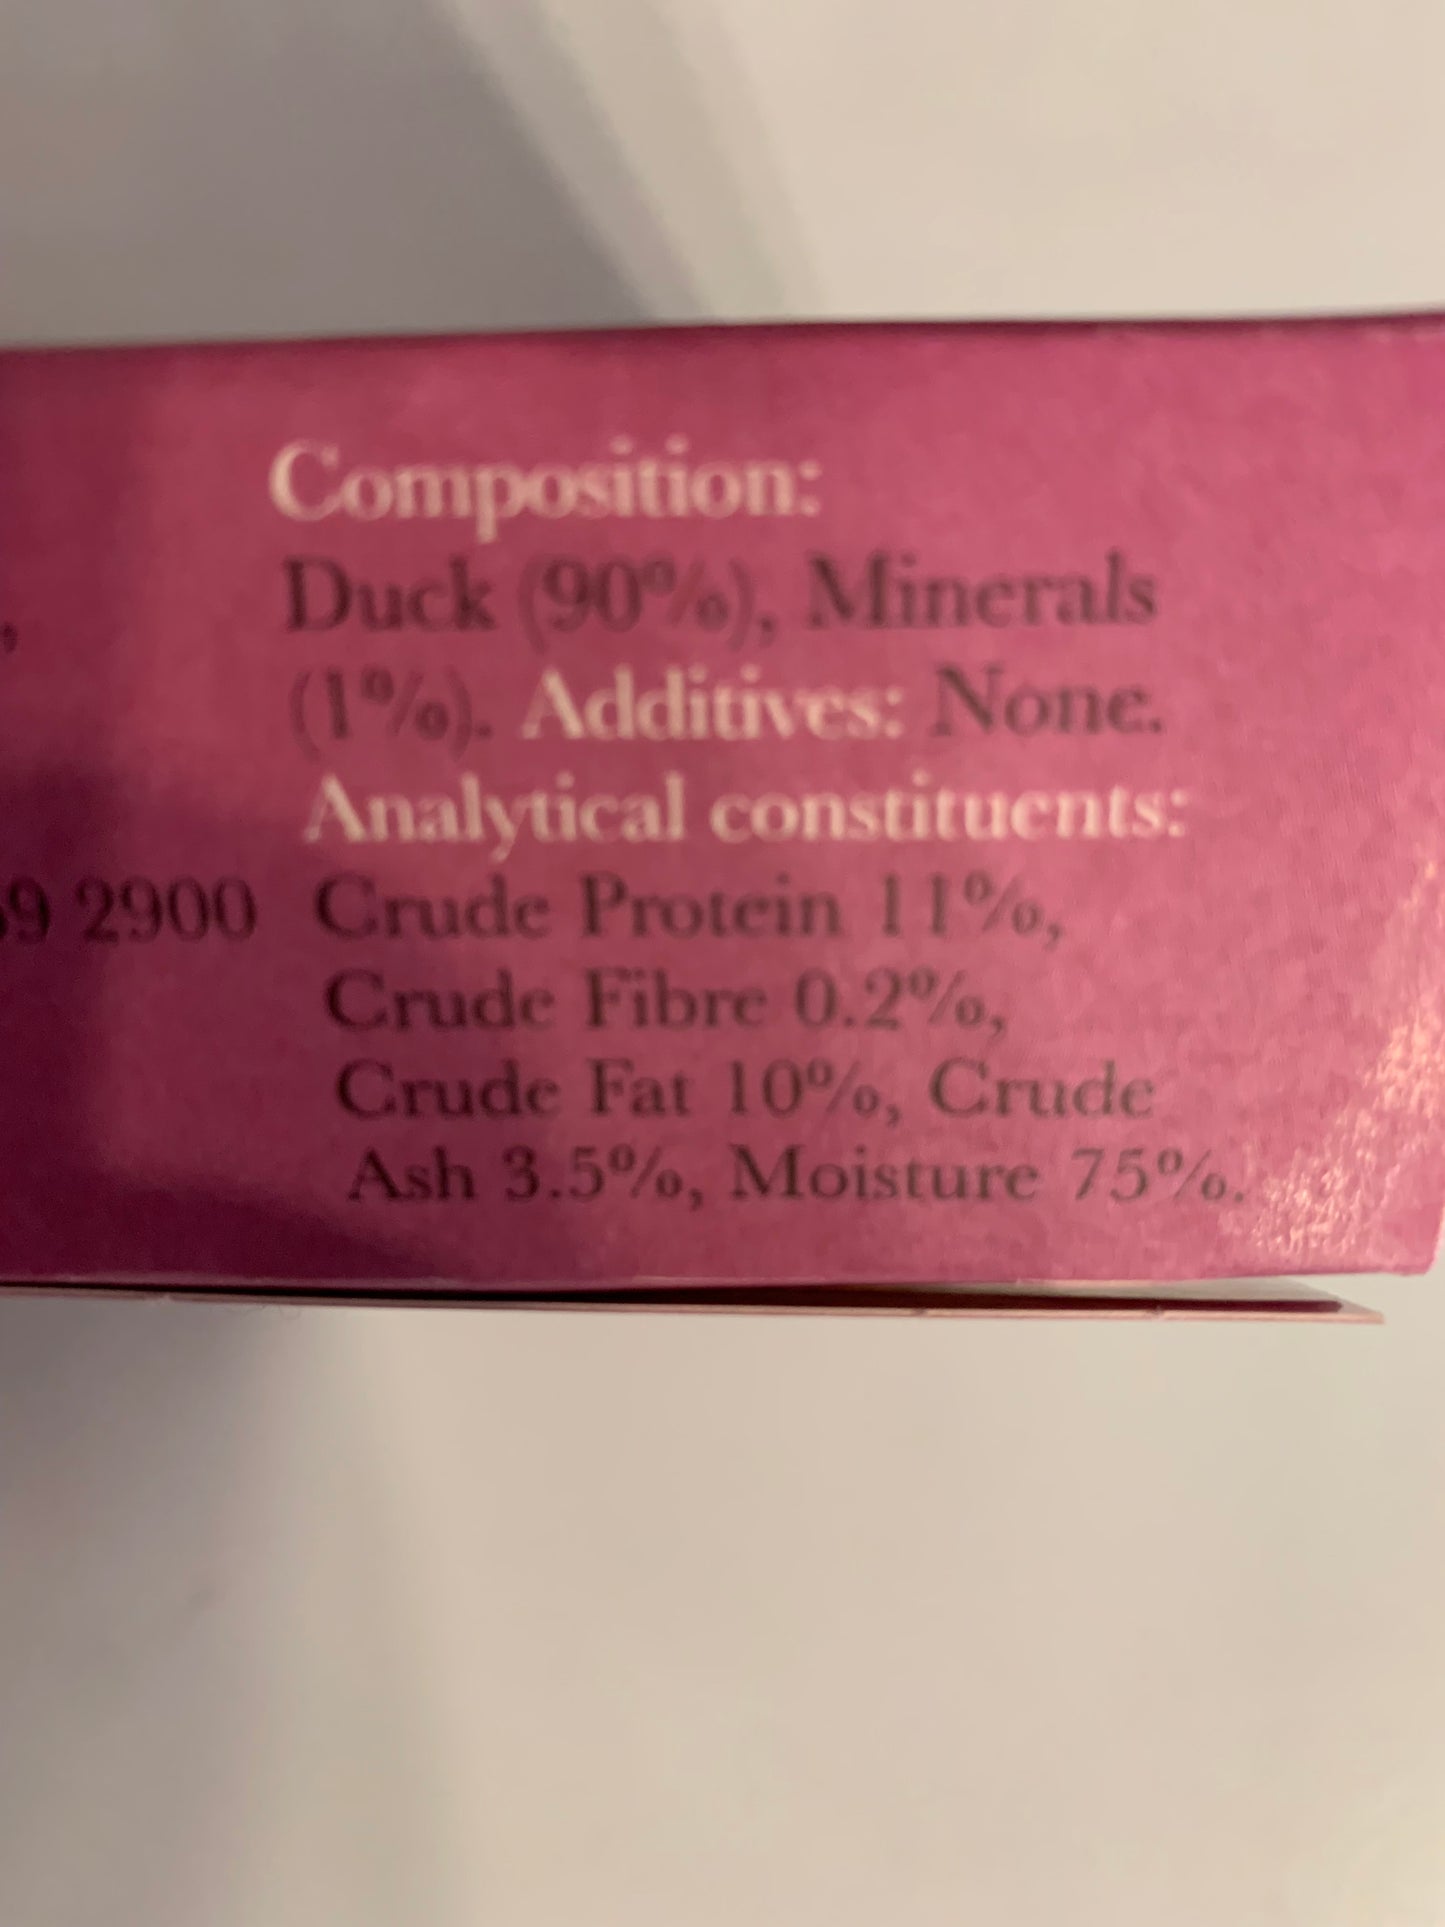 Composition:
Duck (90%), Minerals
(1%). Additives: None.
Analytical constituents:
9 2900 Crude Protein 11%,
Crude Fibre 0.2%,
Crude Fat 10%, Crude
Ash 3.5%, Moisture 75%.